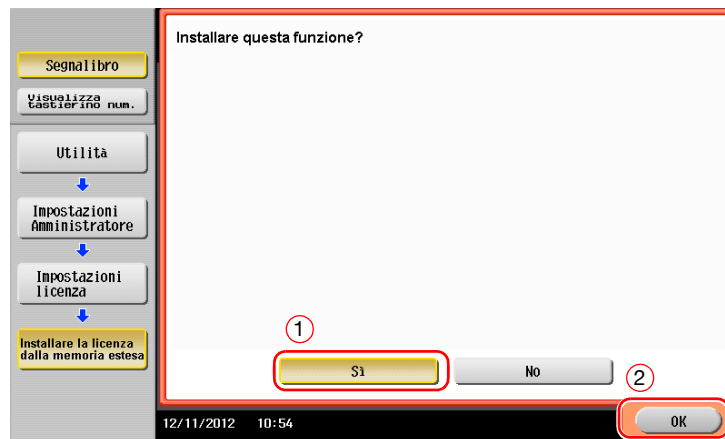 Installare questa funzione?
Segnalibro
Visualizza
tastierino num.
Utilità
Impostazioni
Amministratore
Impostazioni
licenza
Installare la licenza
dalla memoria estesa
1
Sì
No
2
12/11/2012 10:54
OK